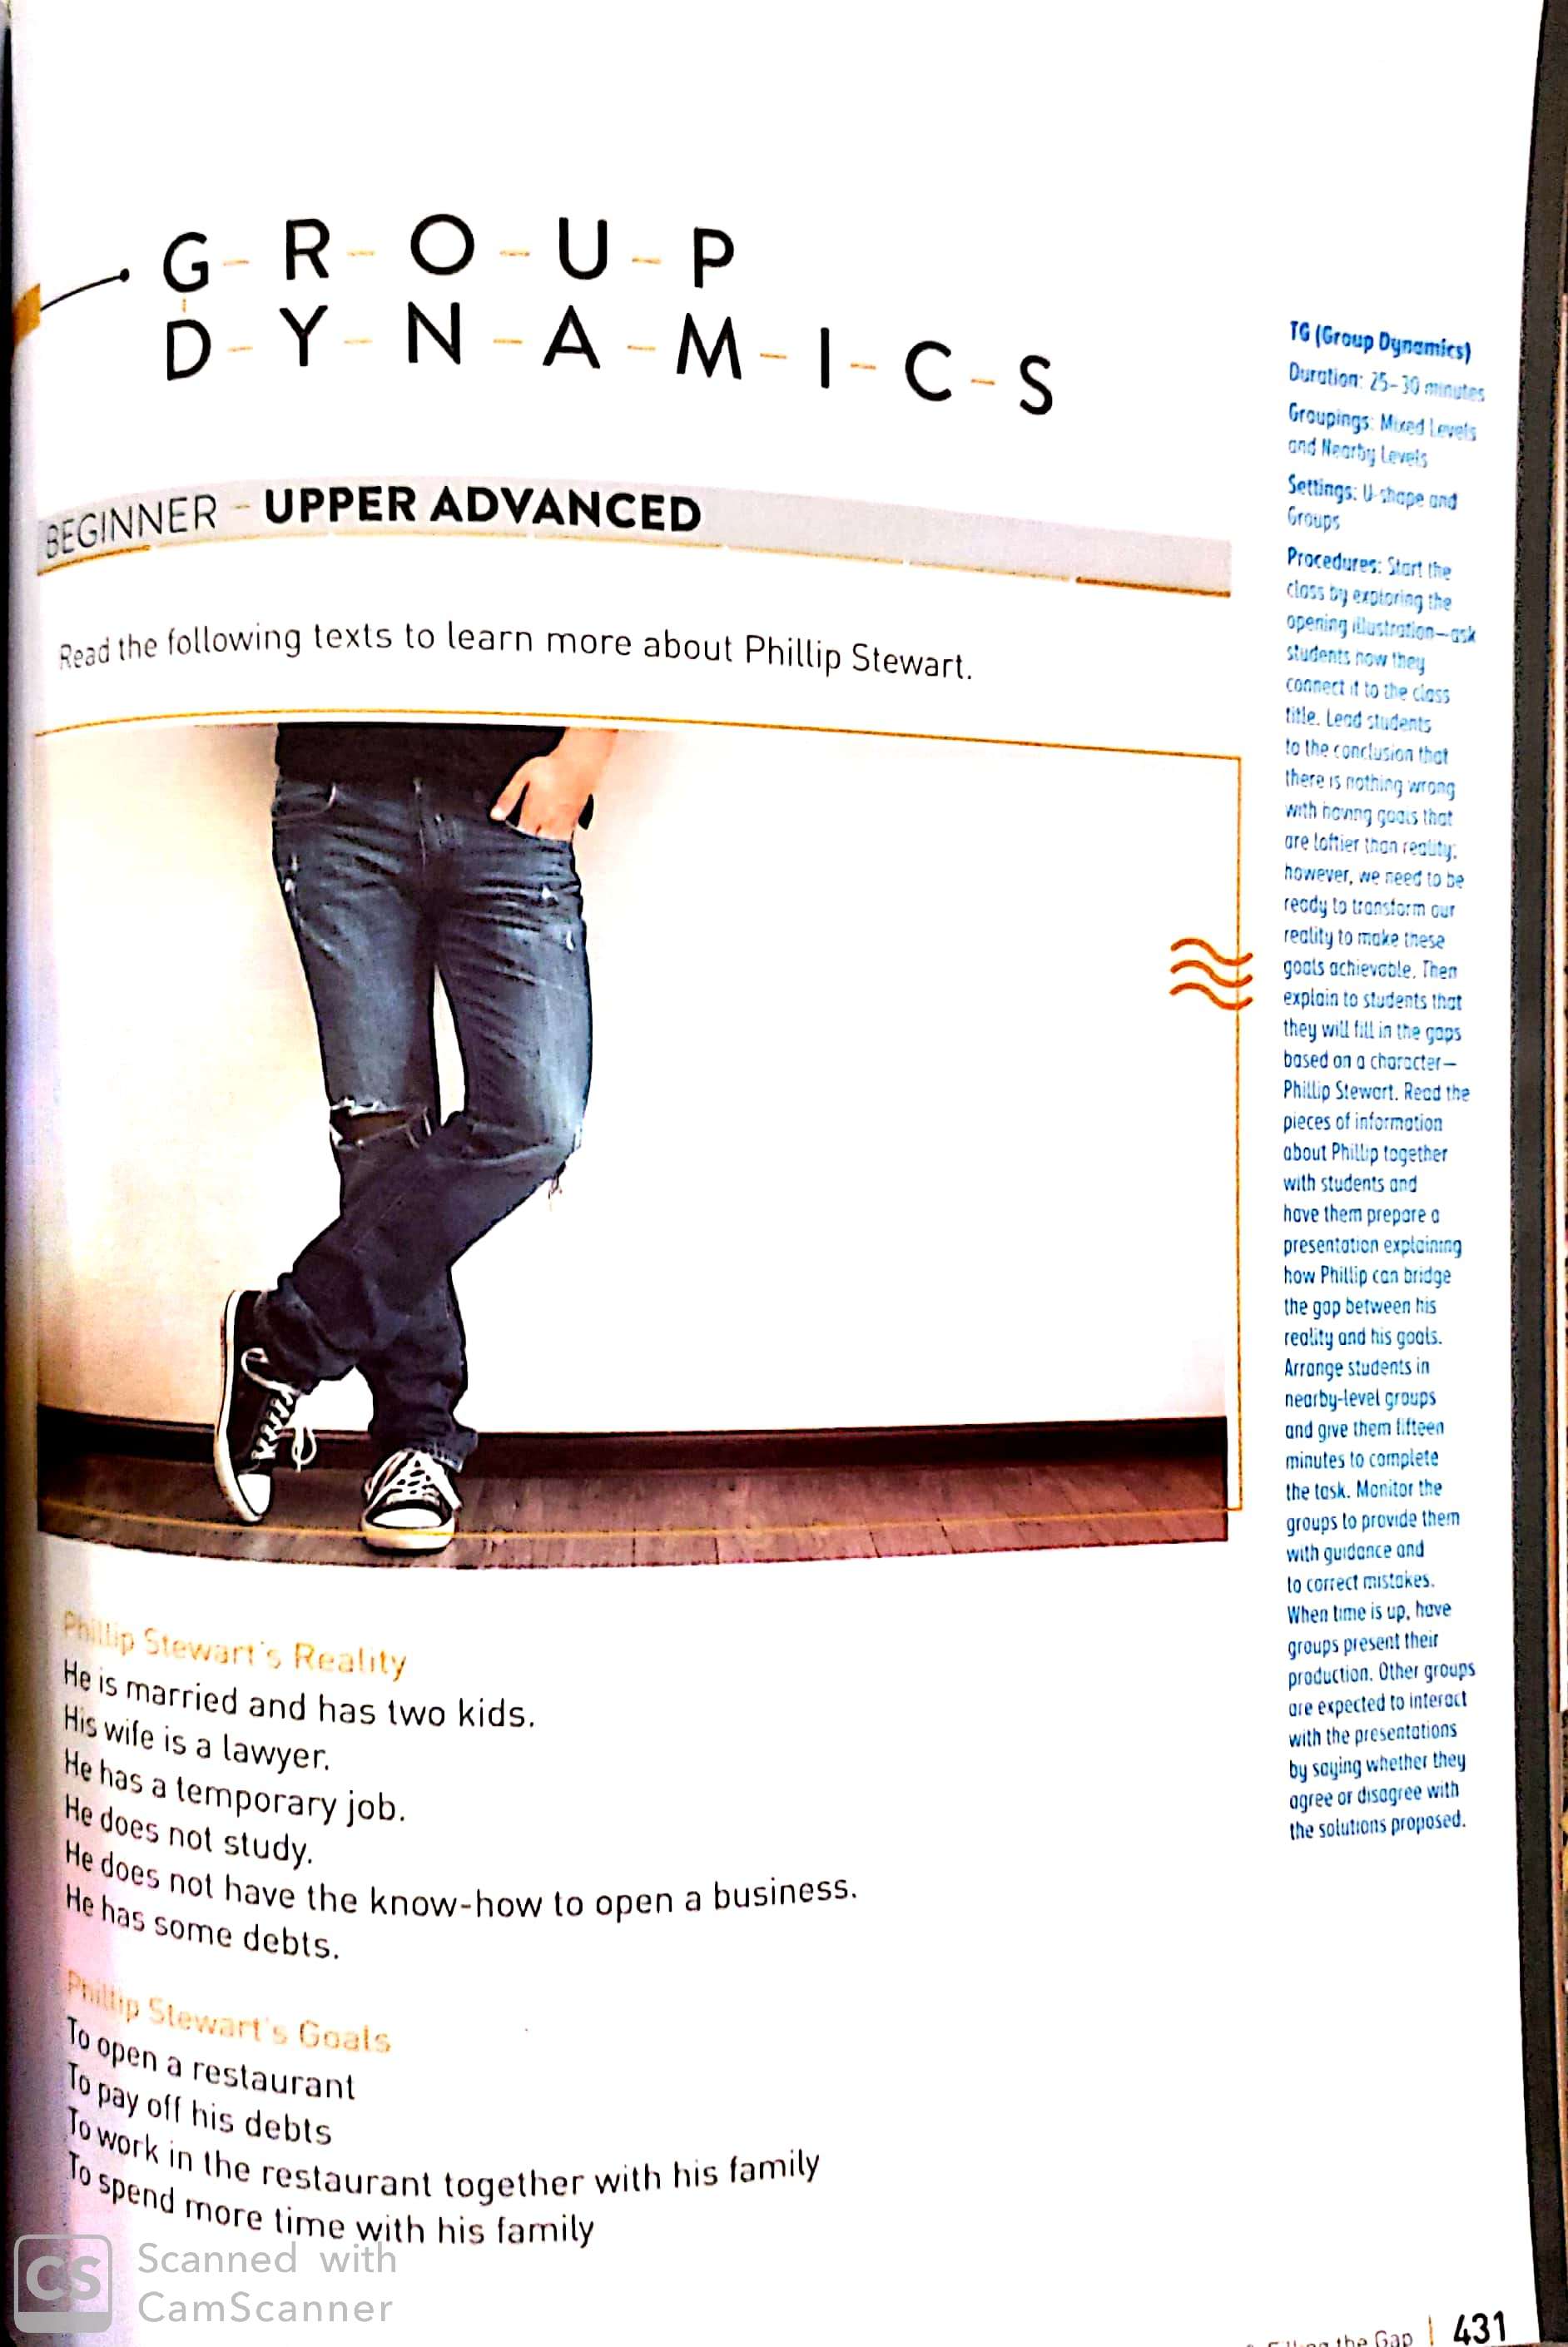 GROUP
DYNAMICS
BEGINNER - UPPER ADVANCED
Read the following texts to learn more about Phillip Stewart.
Phillip Stewart's Reality
He is married and has two kids.
His wife is a lawyer.
He has a temporary job.
He does not study.
He does not have the know-how to open a business.
He has some debts.
Phillip Stewart's Goals
To open a restaurant
To pay off his debts
To work in the restaurant together with his family
To spend more time with his family
TG (Group Dynamics)
Duration: 25-30 minutes
Groupings: Mixed Levels
and Nearby Levels
Settings: U-shape and
Groups
Procedures: Start the
class by exploring the
opening illustration—ask
students how they
connect it to the class
title. Lead students
to the conclusion that
there is nothing wrong
with having goals that
are loftier than reality;
however, we need to be
ready to transform our
reality to make these
goals achievable. Then
explain to students that
they will fill in the gaps
based on a character—
Phillip Stewart. Read the
pieces of information
about Phillip together
with students and
have them prepare a
presentation explaining
how Phillip can bridge
the gap between his
reality and his goals.
Arrange students in
nearby-level groups
and give them fifteen
minutes to complete
the task. Monitor the
groups to provide them
with guidance and
to correct mistakes.
When time is up, have
groups present their
production. Other groups
are expected to interact
with the presentations
by saying whether they
agree or disagree with
the solutions proposed.
CS
Scanned with
CamScanner
the Gap | 431